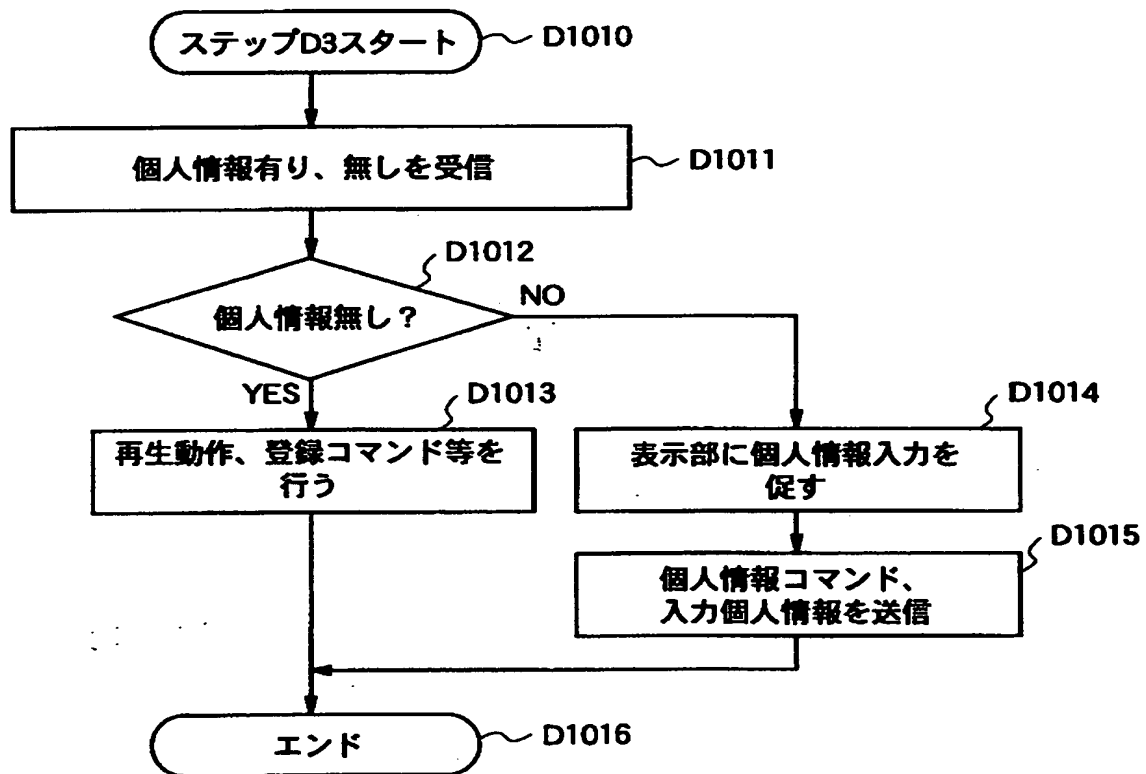 ステップD3スタート
D1010
個人情報有り、無しを受信
D1011
D1012
個人情報無し？
NO
YES
D1013
再生動作、登録コマンド等を
行う
D1014
表示部に個人情報入力を
促す
D1015
個人情報コマンド、
入力個人情報を送信
エンド
D1016